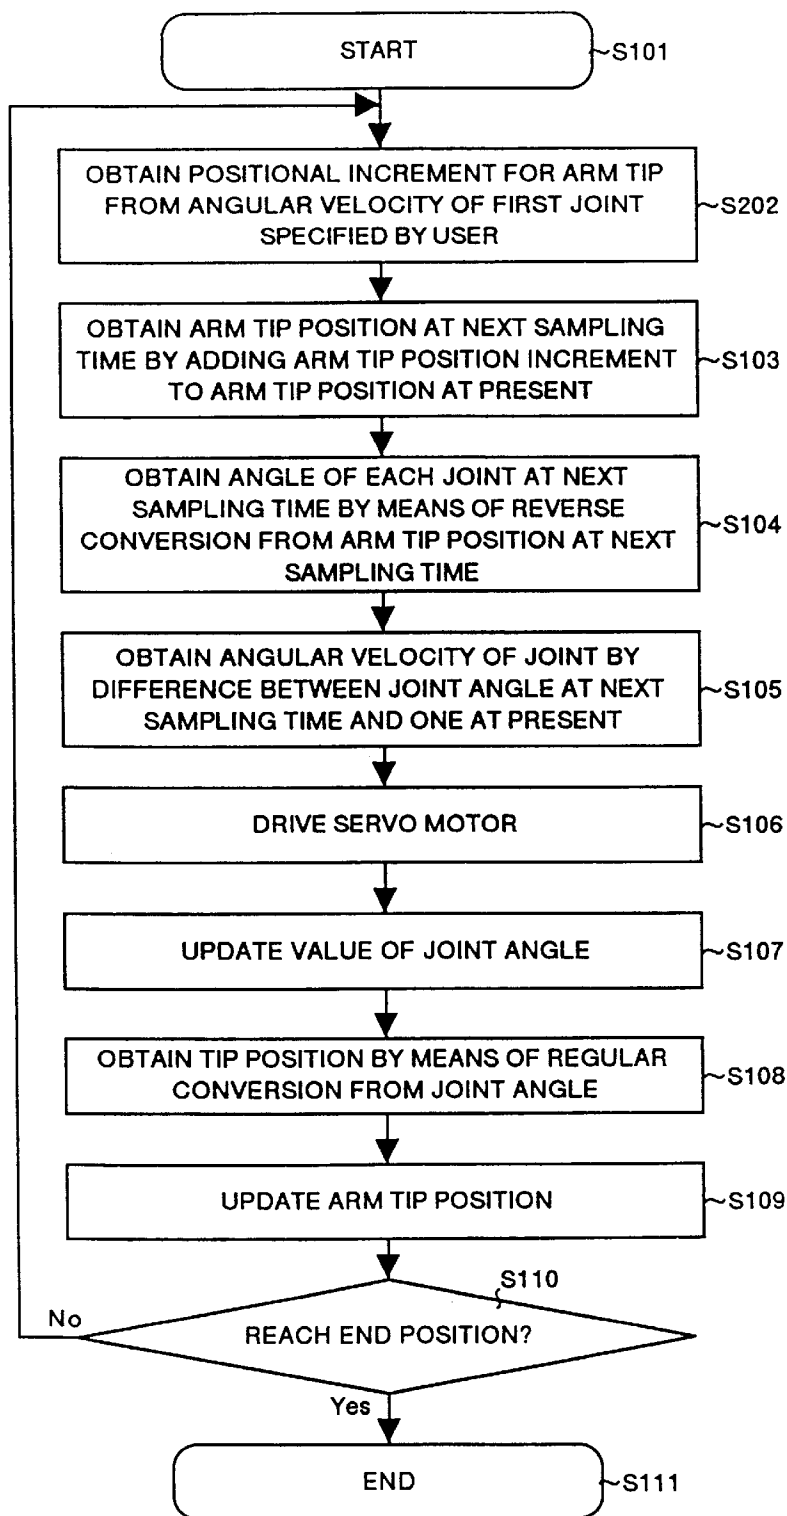 START
S101
OBTAIN POSITIONAL INCREMENT FOR ARM TIP
FROM ANGULAR VELOCITY OF FIRST JOINT
SPECIFIED BY USER
S202
OBTAIN ARM TIP POSITION AT NEXT SAMPLING
TIME BY ADDING ARM TIP POSITION INCREMENT
TO ARM TIP POSITION AT PRESENT
S103
OBTAIN ANGLE OF EACH JOINT AT NEXT
SAMPLING TIME BY MEANS OF REVERSE
CONVERSION FROM ARM TIP POSITION AT NEXT
SAMPLING TIME
S104
OBTAIN ANGULAR VELOCITY OF JOINT BY
DIFFERENCE BETWEEN JOINT ANGLE AT NEXT
SAMPLING TIME AND ONE AT PRESENT
S105
DRIVE SERVO MOTOR
S106
UPDATE VALUE OF JOINT ANGLE
S107
OBTAIN TIP POSITION BY MEANS OF REGULAR
CONVERSION FROM JOINT ANGLE
S108
UPDATE ARM TIP POSITION
S109
S110
No
REACH END POSITION?
Yes
END
S111